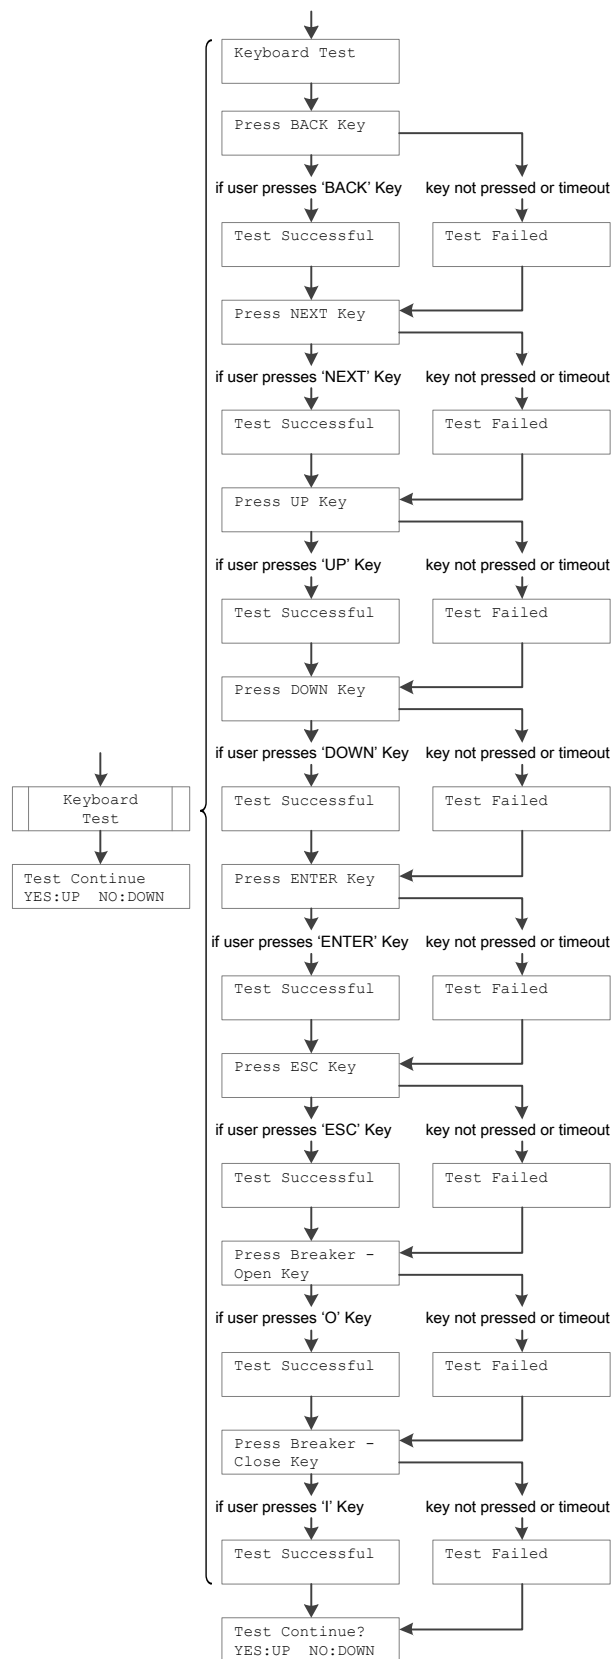 Keyboard Test
Press BACK Key
if user presses ‘BACK’ Key
key not pressed or timeout
Test Successful
Test Failed
Press NEXT Key
if user presses ‘NEXT’ Key
key not pressed or timeout
Test Successful
Test Failed
Press UP Key
if user presses ‘UP’ Key
key not pressed or timeout
Test Successful
Test Failed
Press DOWN Key
if user presses ‘DOWN’ Key
key not pressed or timeout
Keyboard
Test
Test Successful
Test Failed
Test Continue
YES:UP  NO:DOWN
Press ENTER Key
if user presses ‘ENTER’ Key
key not pressed or timeout
Test Successful
Test Failed
Press ESC Key
if user presses ‘ESC’ Key
key not pressed or timeout
Test Successful
Test Failed
Press Breaker -
Open Key
if user presses ‘O’ Key
key not pressed or timeout
Test Successful
Test Failed
Press Breaker -
Close Key
if user presses ‘I’ Key
key not pressed or timeout
Test Successful
Test Failed
Test Continue?
YES:UP  NO:DOWN